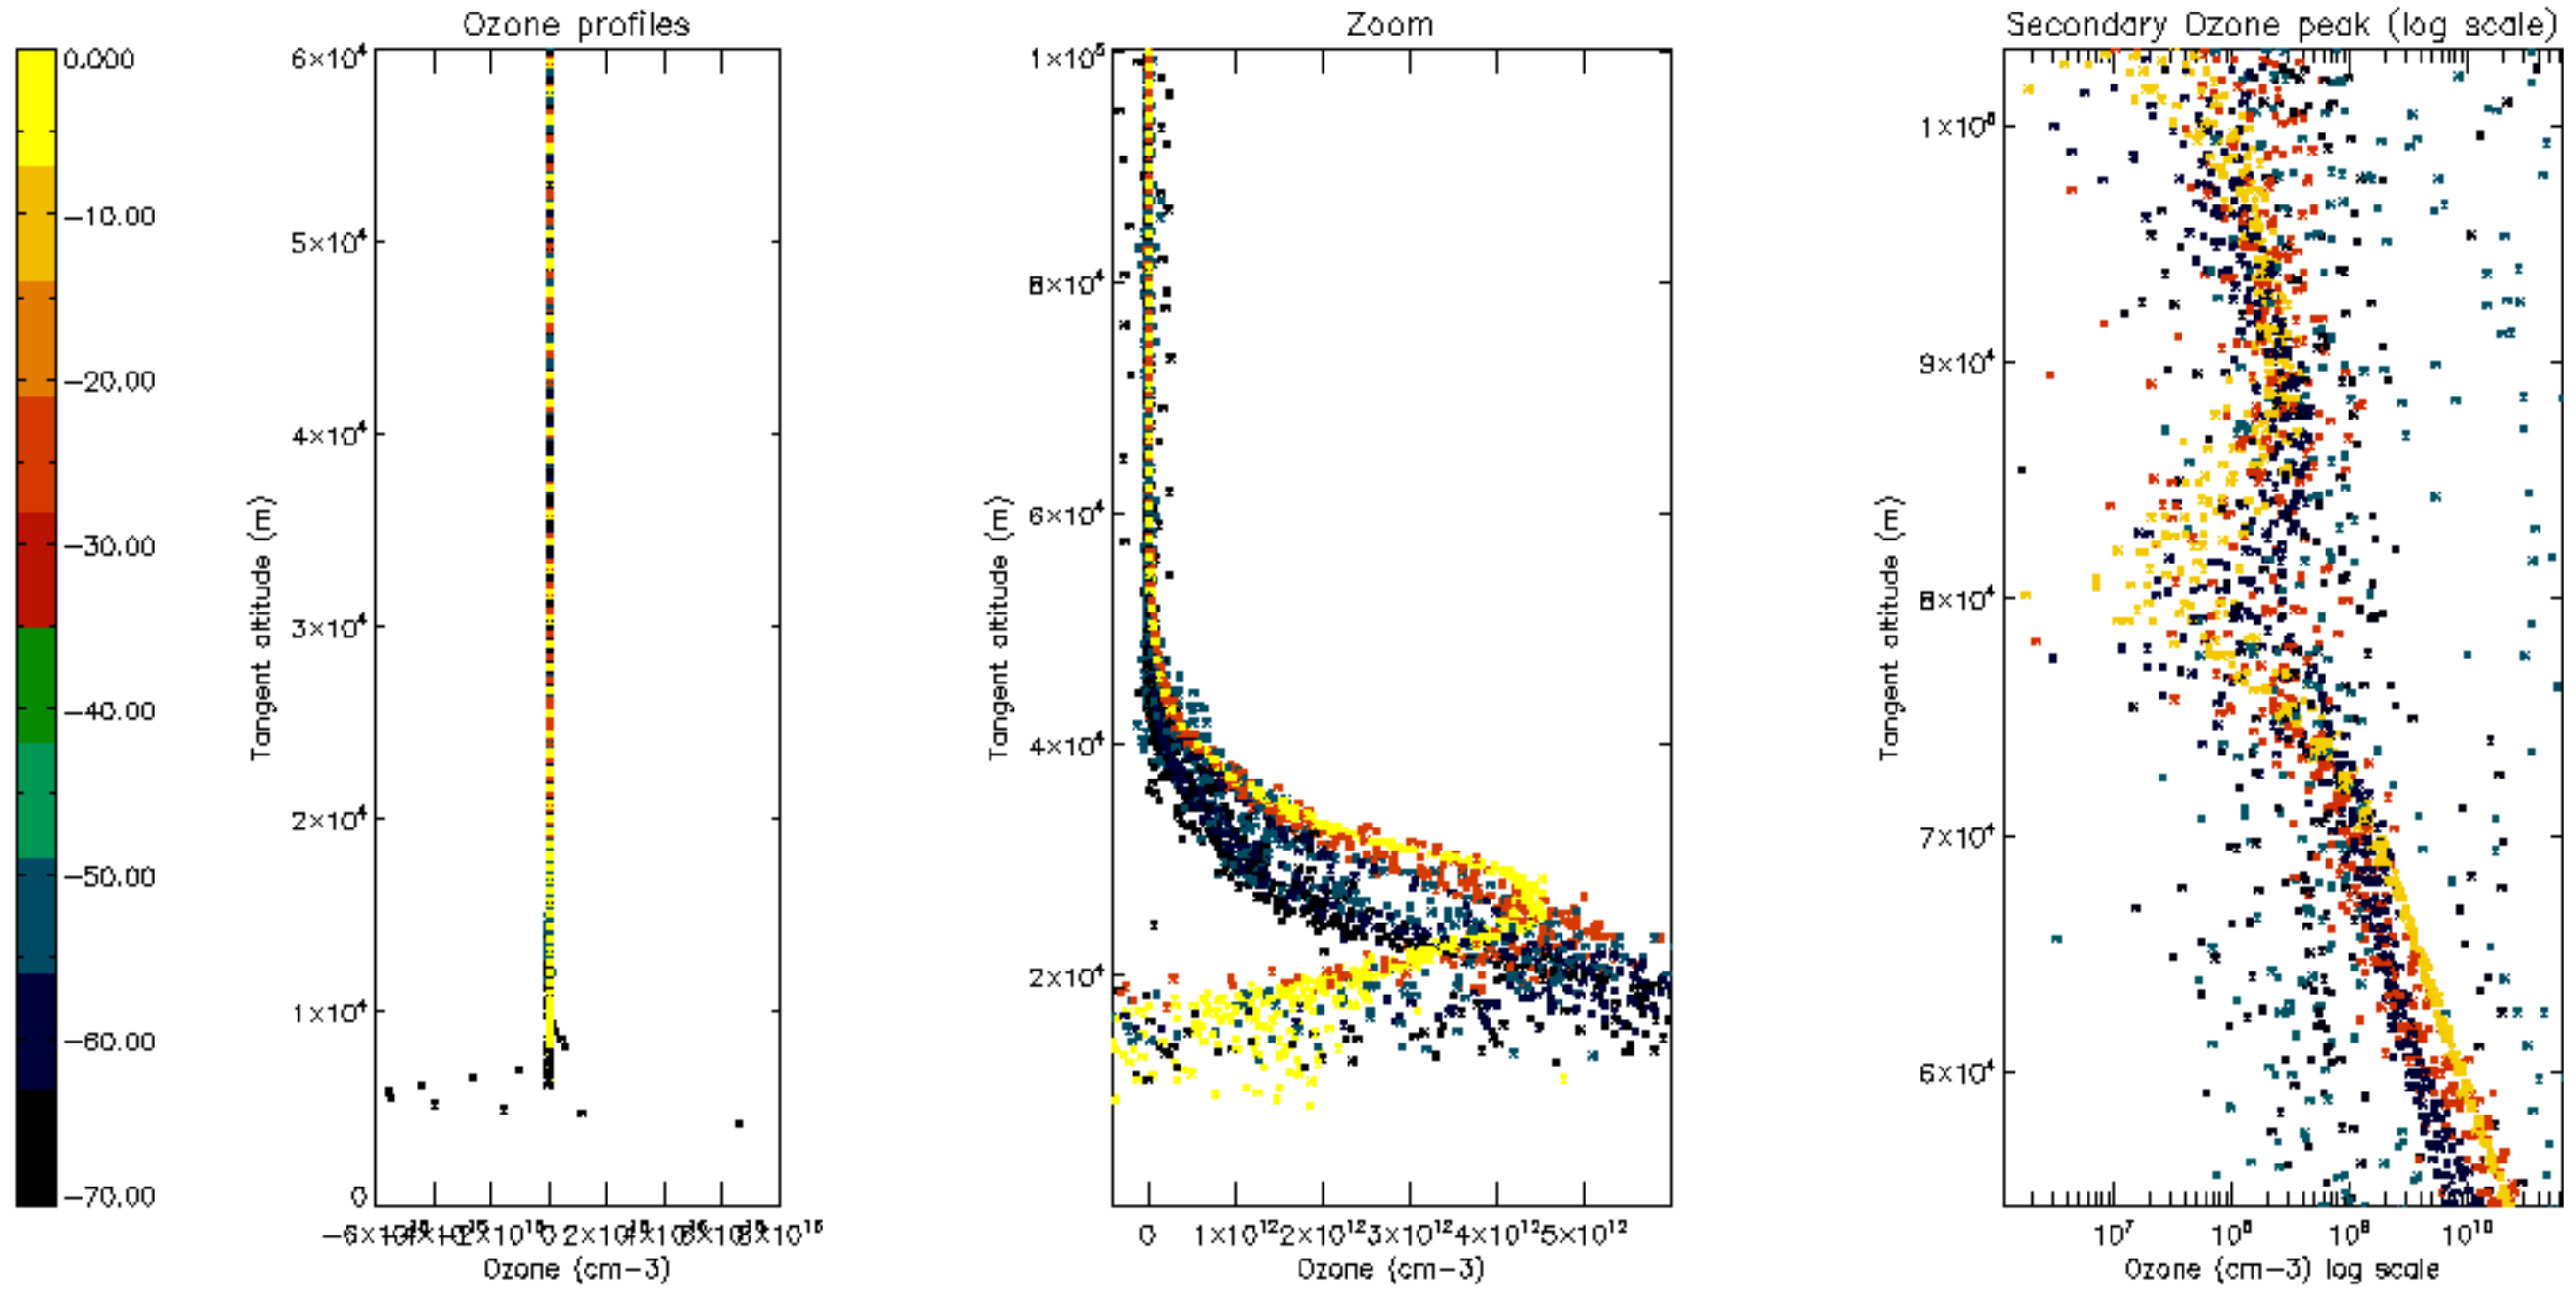 Ozone profiles
Zoom
Secondary Ozone peak (log scale)
0.000
−10.00
−20.00
−30.00
−40.00
−50.00
−60.00
−70.00
6×10⁴
5×10⁴
4×10⁴
3×10⁴
2×10⁴
1×10⁴
0
Tangent altitude (m)
0
Ozone (cm−3)
1×10⁵
8×10⁴
6×10⁴
4×10⁴
2×10⁴
Tangent altitude (m)
0 1×10¹² 2×10¹² 3×10¹² 4×10¹² 5×10¹²
Ozone (cm−3)
1×10⁵
9×10⁴
8×10⁴
7×10⁴
6×10⁴
Tangent altitude (m)
10⁷ 10⁸ 10⁹ 10¹⁰
Ozone (cm−3) log scale